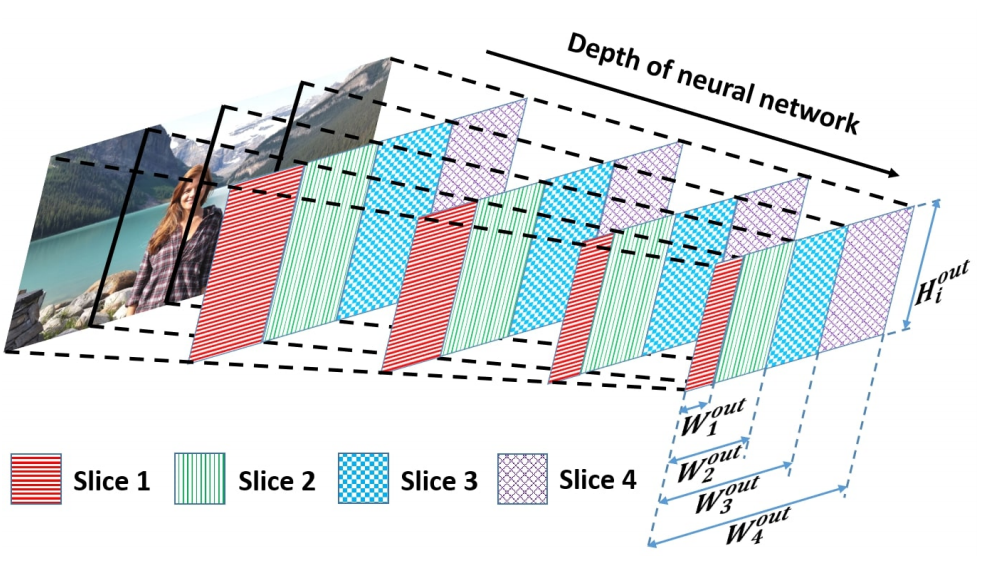 Depth of neural network
H_i^out
W_1^out
W_2^out
W_3^out
W_4^out
Slice 1
Slice 2
Slice 3
Slice 4